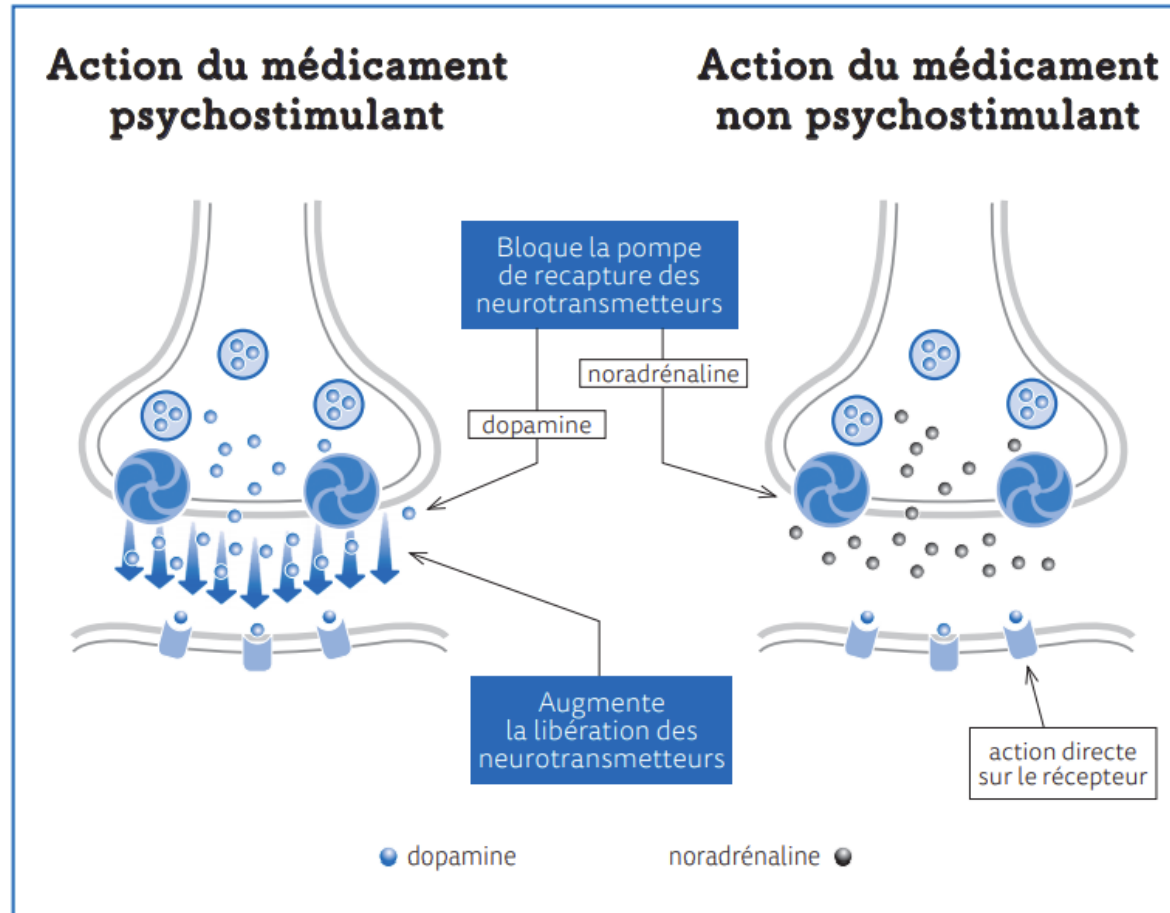 Action du médicament
psychostimulant
Action du médicament
non psychostimulant
Bloque la pompe
de recapture des
neurotransmetteurs
noradrénaline
dopamine
Augmente
la libération des
neurotransmetteurs
action directe
sur le récepteur
dopamine
noradrénaline